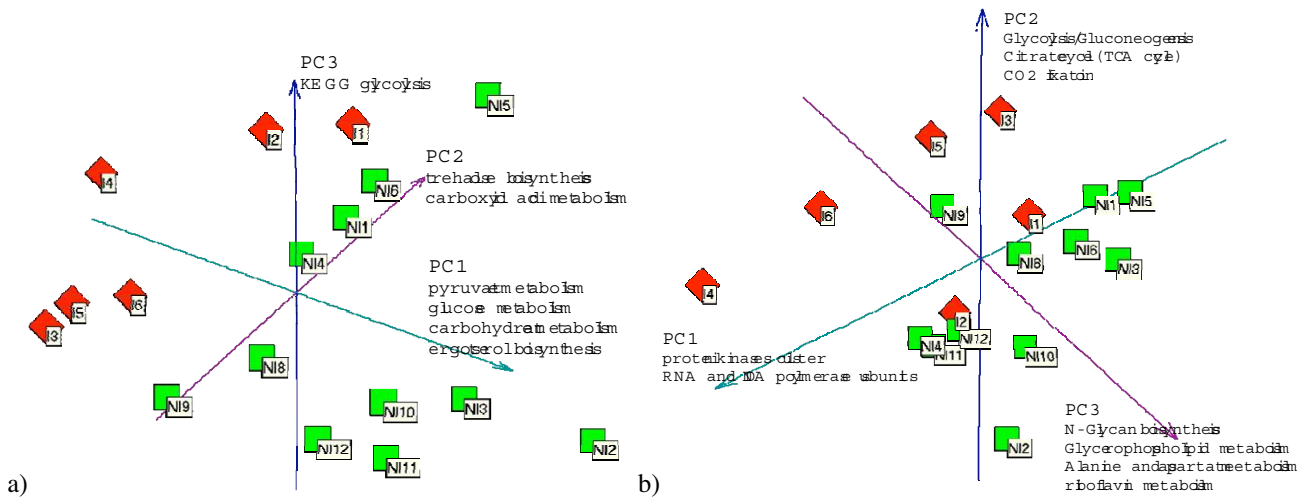 PC3
KEGG glycolysis
NI5
I2
I1
PC2
trehalose biosynthesis
carboxylic acid metabolism
I4
NI6
NI1
NI4
PC1
pyruvate metabolism
glucose metabolism
carbohydrate metabolism
ergosterol biosynthesis
I6
I5
I3
NI8
NI9
NI10
NI3
NI12
NI11
NI2
a)
PC2
Glycolysis/Gluconeogenesis
Citrate cycle (TCA cycle)
CO2 fixation
I3
I5
I6
NI9
I1
NI1
NI5
NI8
NI6
NI3
I4
I2
NI4
NI11
NI12
NI10
PC1
protein kinases cluster
RNA and DNA polymerase subunits
PC3
N-Glycan biosynthesis
Glycerophospholipid metabolism
Alanine and aspartate metabolism
riboflavin metabolism
NI2
b)